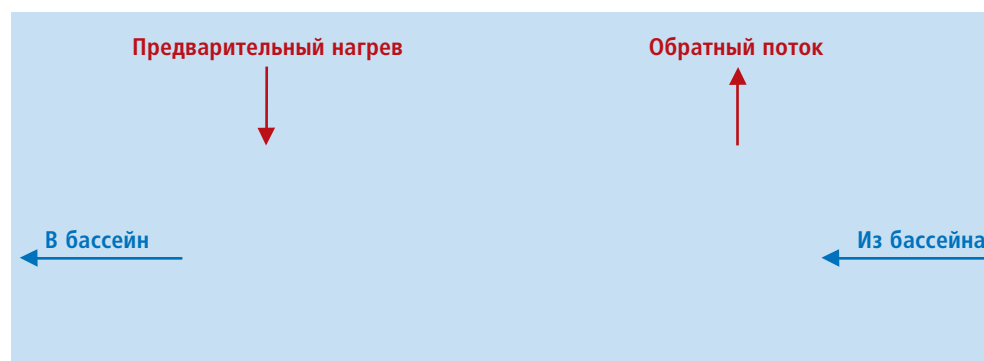 Предварительный нагрев
Обратный поток
В бассейн
Из бассейна